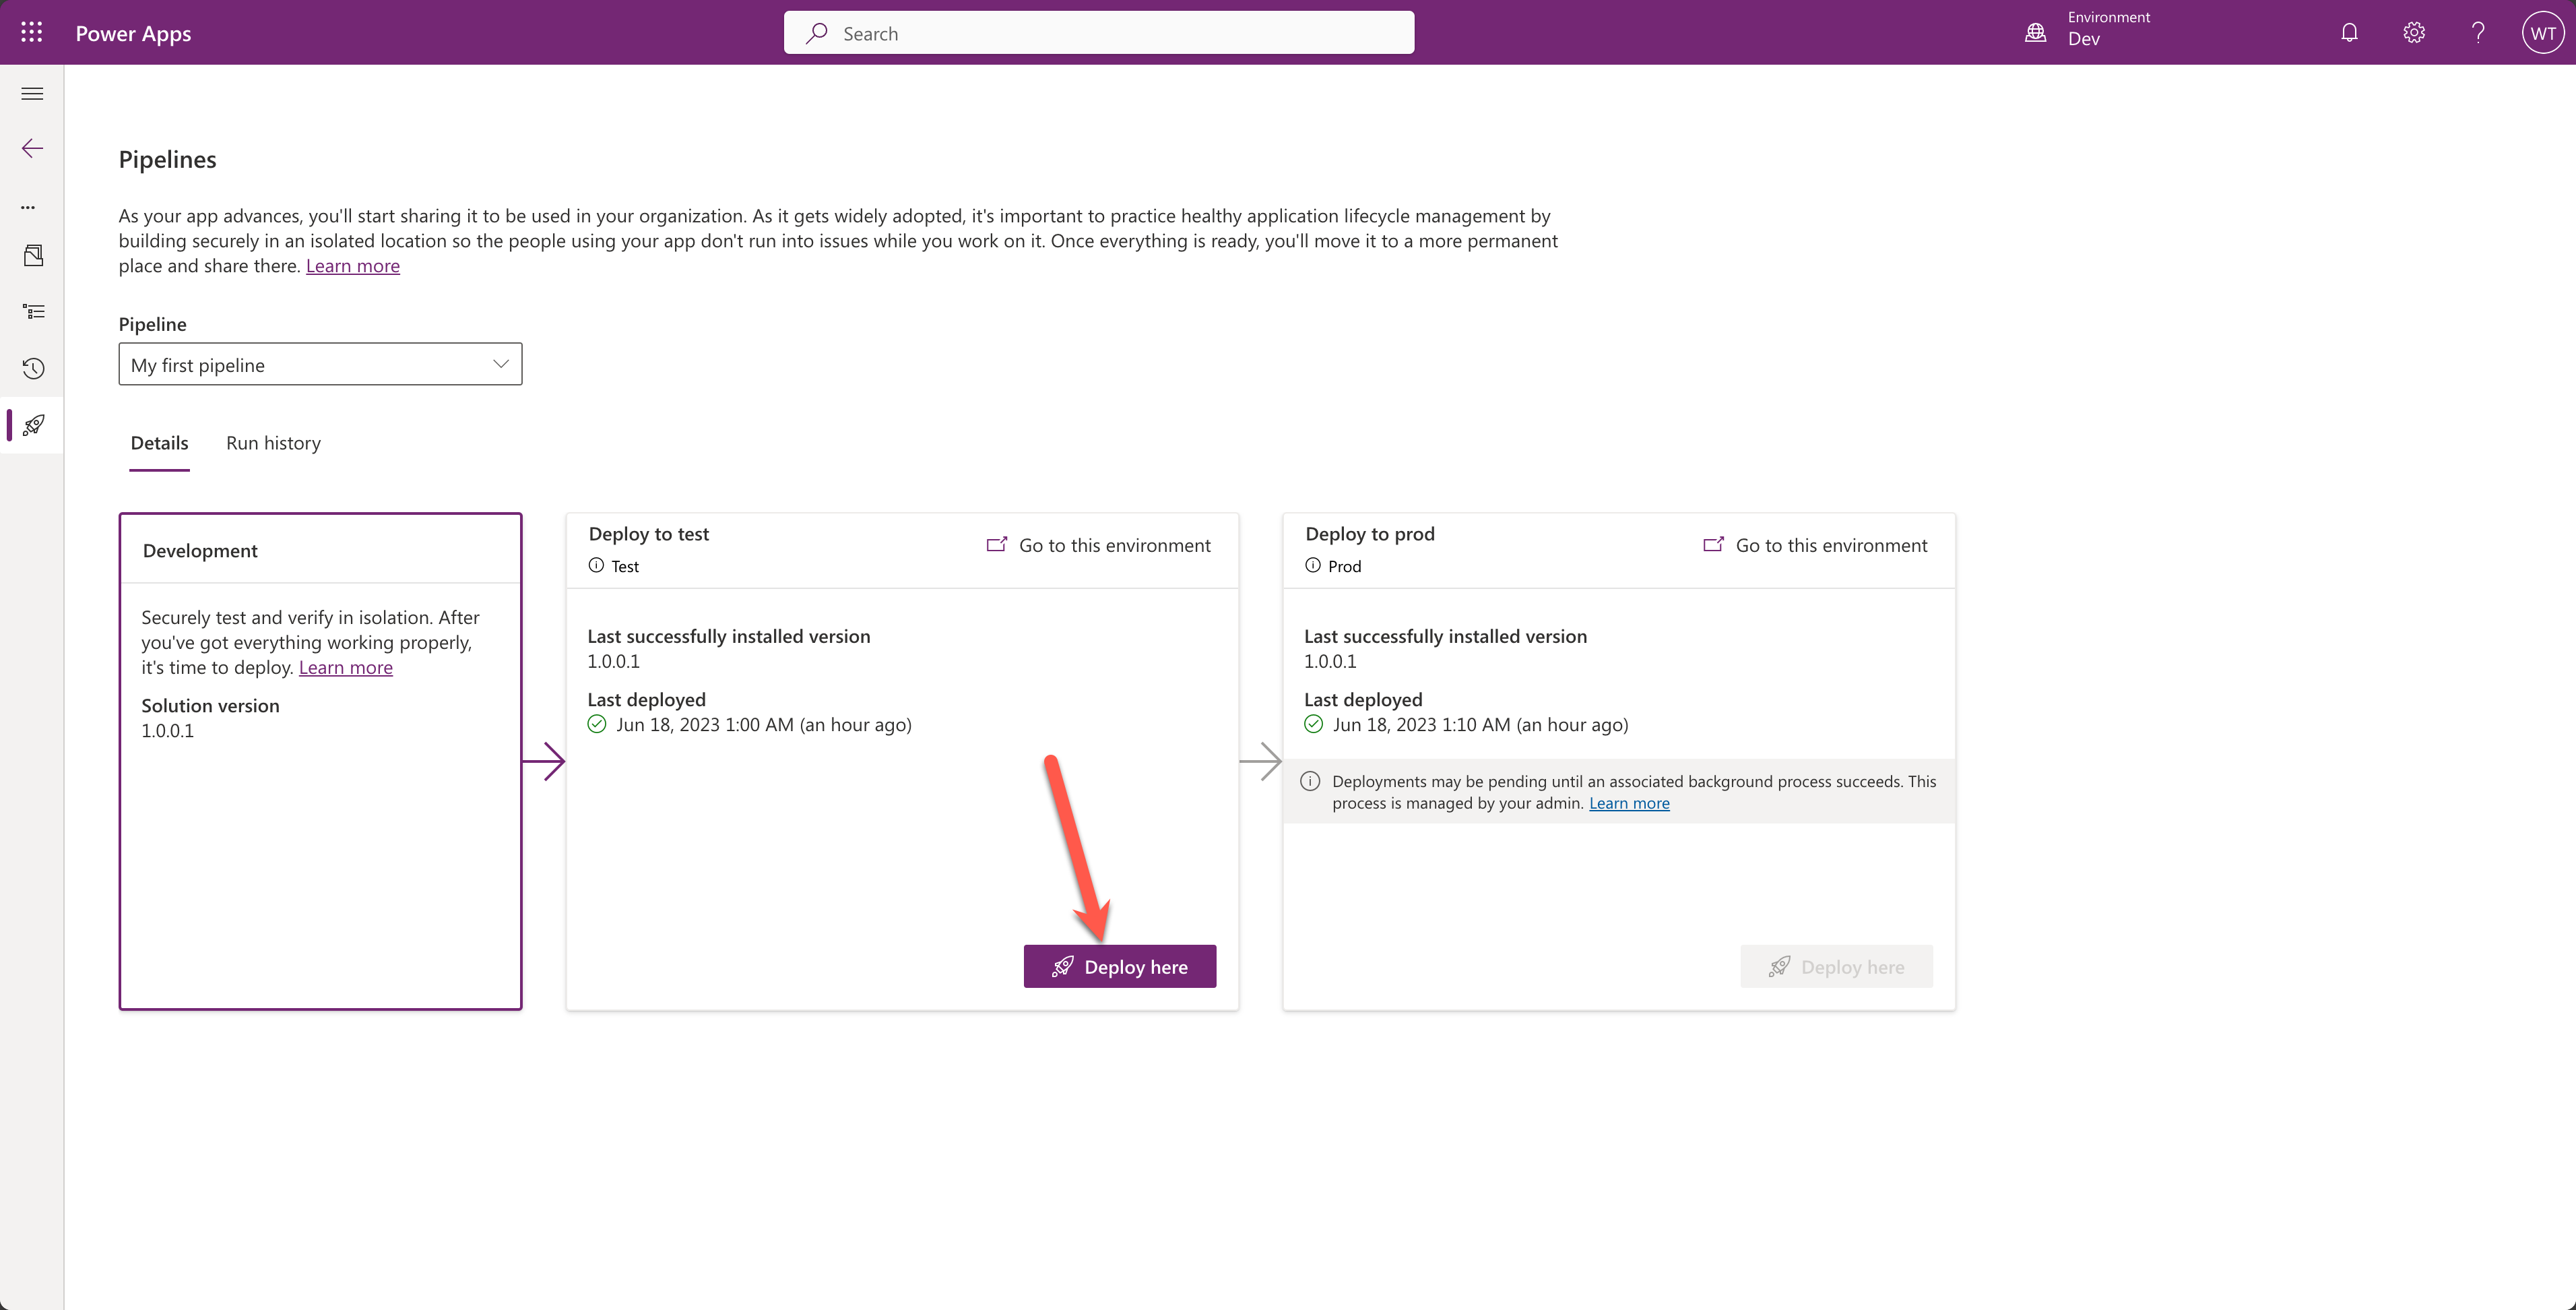 Power Apps
Search
Environment
Dev
WT
Pipelines
As your app advances, you'll start sharing it to be used in your organization. As it gets widely adopted, it's important to practice healthy application lifecycle management by
building securely in an isolated location so the people using your app don't run into issues while you work on it. Once everything is ready, you'll move it to a more permanent
place and share there. Learn more
Pipeline
My first pipeline
Details
Run history
Development
Securely test and verify in isolation. After
you've got everything working properly,
it's time to deploy. Learn more
Solution version
1.0.0.1
Deploy to test
Test
Go to this environment
Last successfully installed version
1.0.0.1
Last deployed
Jun 18, 2023 1:00 AM (an hour ago)
Deploy here
Deploy to prod
Prod
Go to this environment
Last successfully installed version
1.0.0.1
Last deployed
Jun 18, 2023 1:10 AM (an hour ago)
Deployments may be pending until an associated background process succeeds. This
process is managed by your admin. Learn more
Deploy here